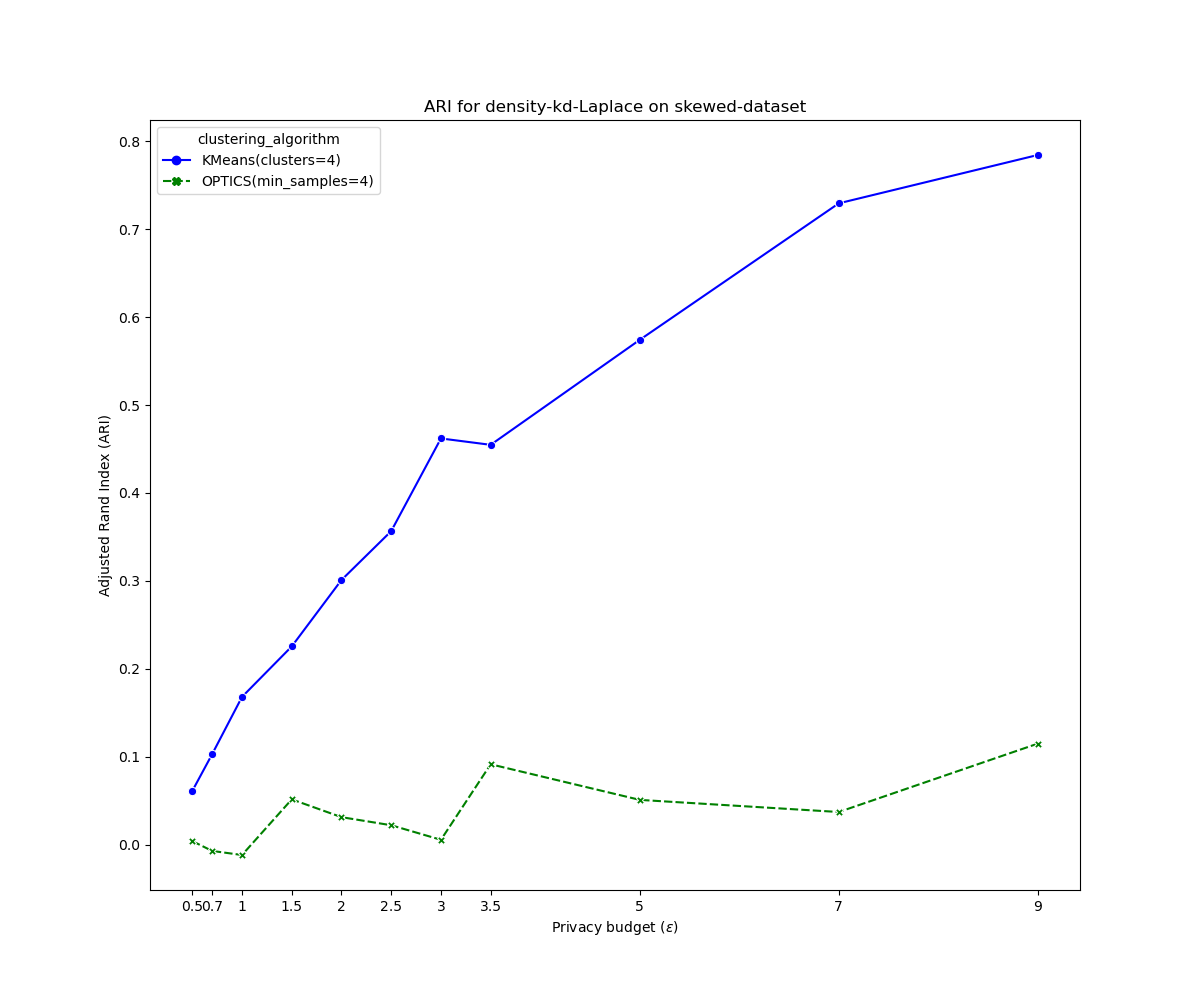 ARI for density-kd-Laplace on skewed-dataset
clustering_algorithm
KMeans(clusters=4)
OPTICS(min_samples=4)
Adjusted Rand Index (ARI)
0.8
0.7
0.6
0.5
0.4
0.3
0.2
0.1
0.0
0.5 0.7 1 1.5 2 2.5 3 3.5 5 7 9
Privacy budget (ε)